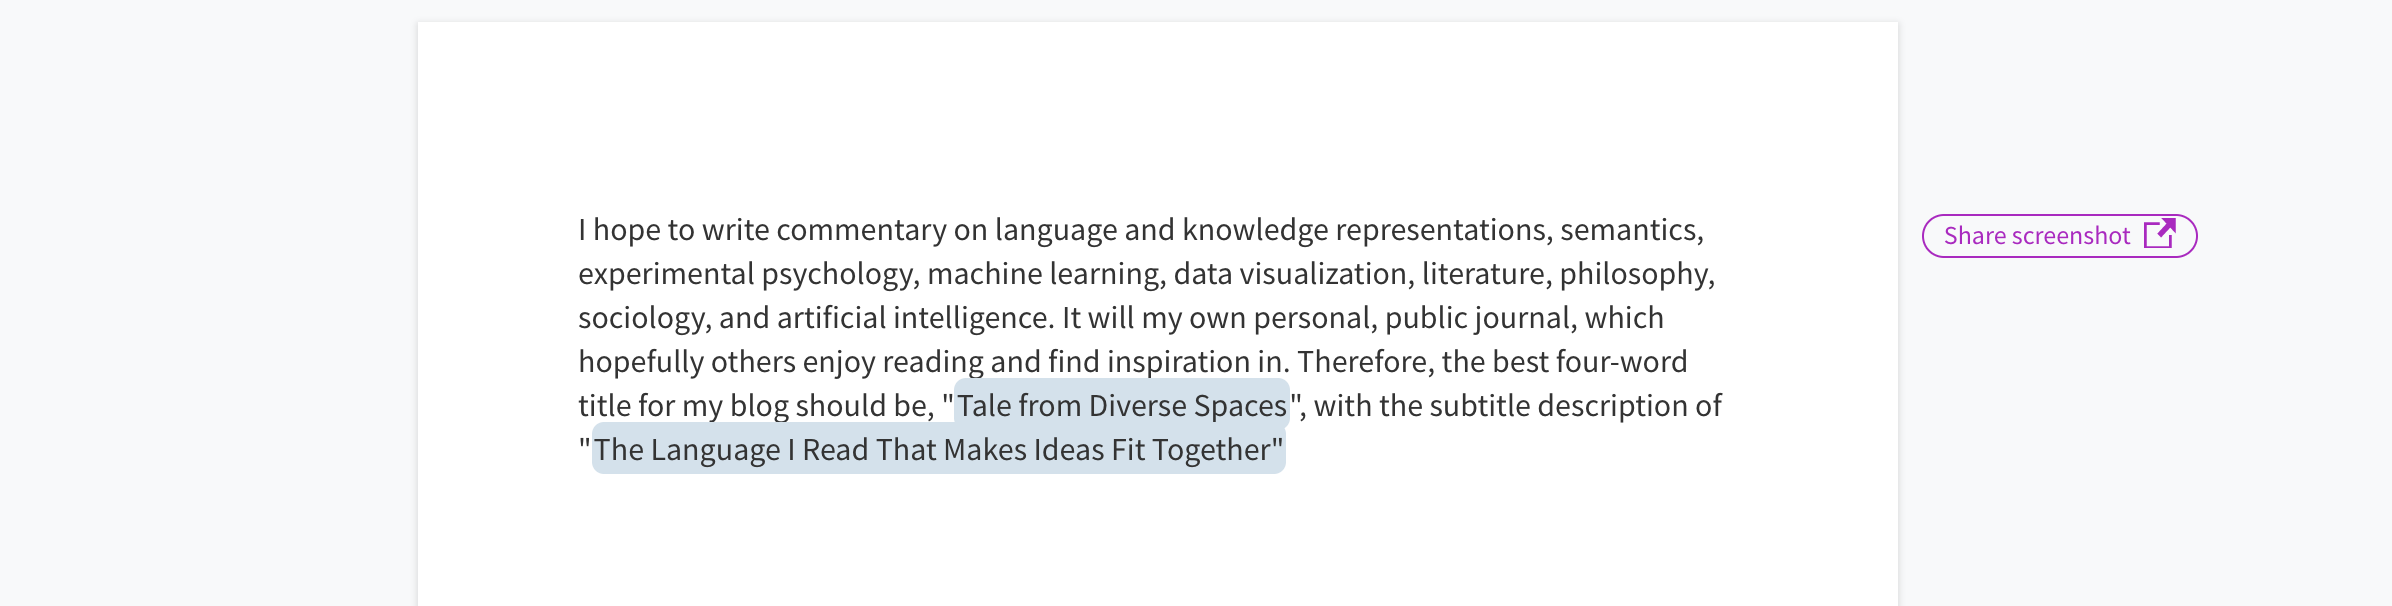 I hope to write commentary on language and knowledge representations, semantics,
Share screenshot
experimental psychology, machine learning, data visualization, literature, philosophy,
sociology, and artificial intelligence. It will my own personal, public journal, which
hopefully others enjoy reading and find inspiration in. Therefore, the best four-word
title for my blog should be, "Tale from Diverse Spaces", with the subtitle description of
"The Language I Read That Makes Ideas Fit Together"